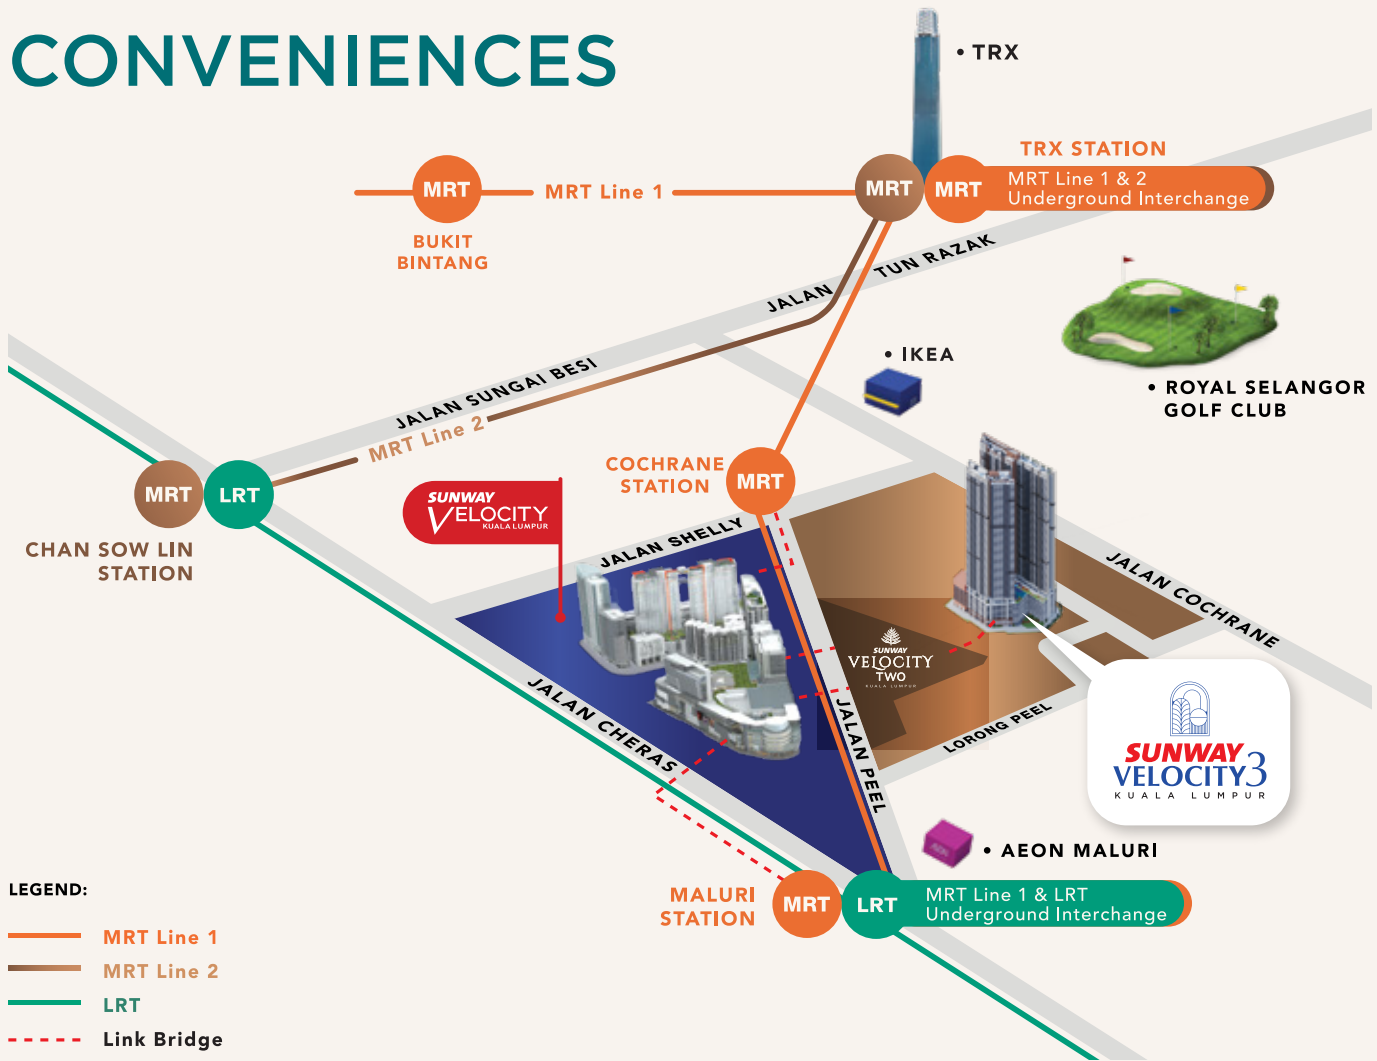 CONVENIENCES
• TRX
TRX STATION
MRT
MRT
MRT Line 1 & 2
Underground Interchange
MRT
MRT Line 1
BUKIT
BINTANG
JALAN TUN RAZAK
JALAN SUNGAI BESI
MRT Line 2
• IKEA
• ROYAL SELANGOR
GOLF CLUB
COCHRANE
STATION
MRT
MRT
LRT
CHAN SOW LIN
STATION
SUNWAY
VELOCITY
KUALA LUMPUR
JALAN SHELLY
JALAN COCHRANE
SUNWAY
VELOCITY
TWO
KUALA LUMPUR
JALAN CHERAS
JALAN PEEL
LORONG PEEL
SUNWAY
VELOCITY3
KUALA LUMPUR
AEON
• AEON MALURI
MALURI
STATION
MRT
LRT
MRT Line 1 & LRT
Underground Interchange
LEGEND:
MRT Line 1
MRT Line 2
LRT
Link Bridge